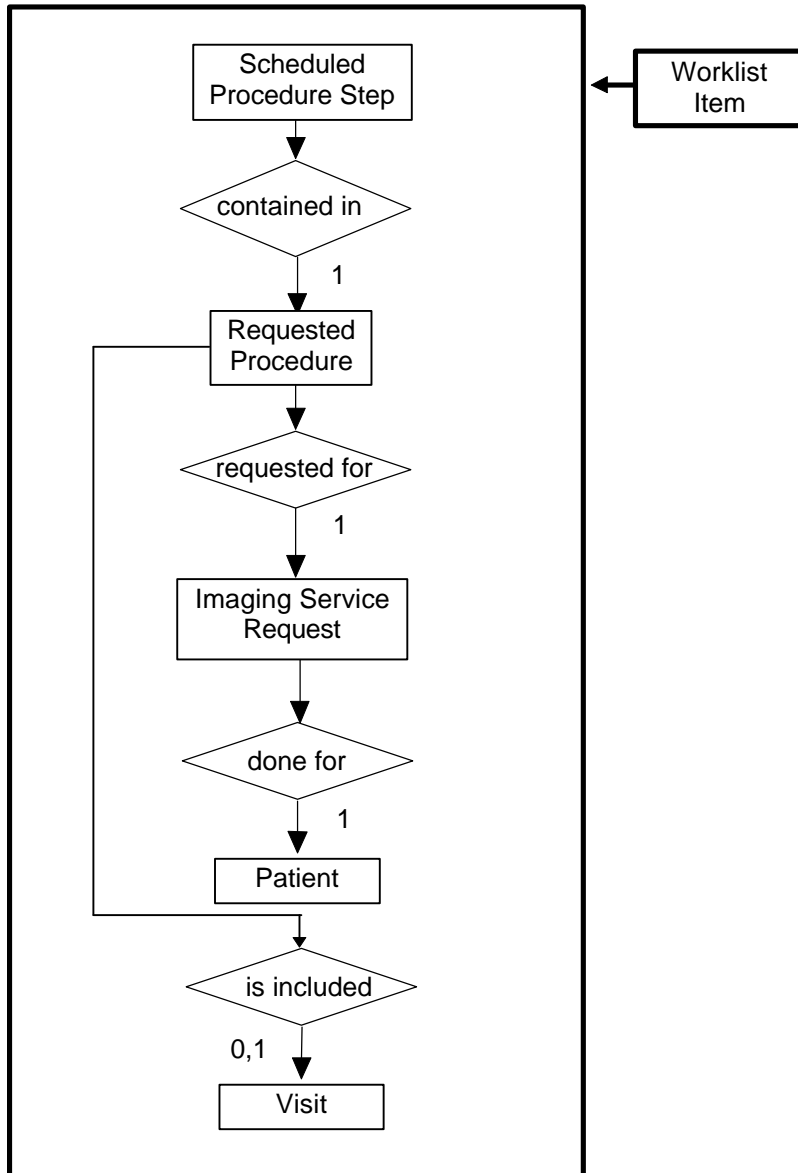 Scheduled
Procedure Step
Worklist
Item
contained in
1
Requested
Procedure
requested for
1
Imaging Service
Request
done for
1
Patient
is included
0,1
Visit